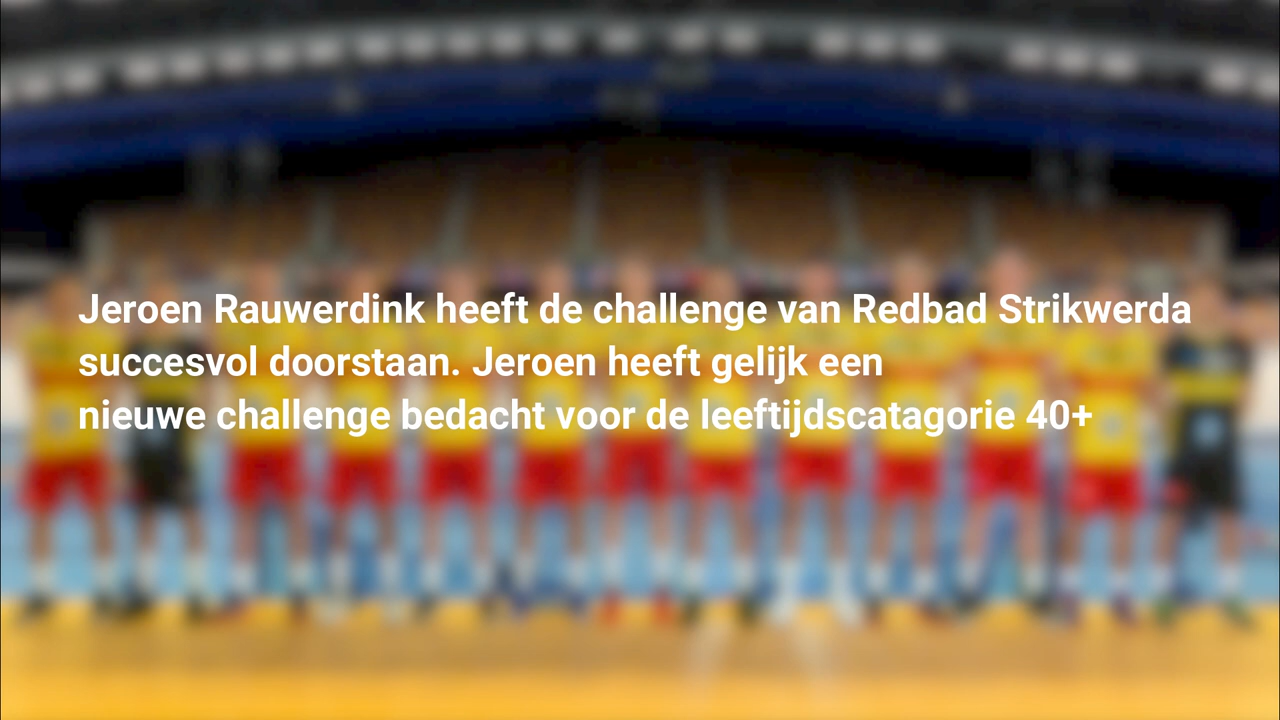 Jeroen Rauwerdink heeft de challenge van Redbad Strikwerda
succesvol doorstaan. Jeroen heeft gelijk een
nieuwe challenge bedacht voor de leeftijdscatagorie 40+